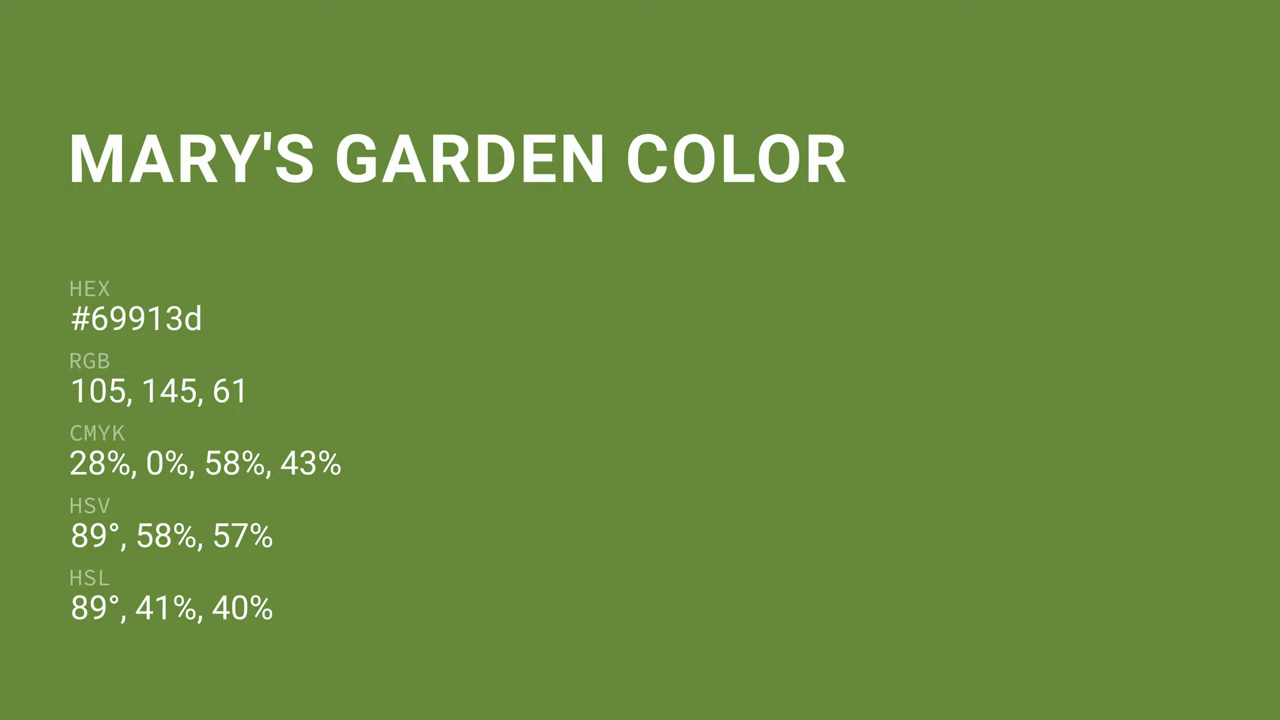 MARY'S GARDEN COLOR
HEX
#69913d
RGB
105, 145, 61
CMYK
28%, 0%, 58%, 43%
HSV
89°, 58%, 57%
HSL
89°, 41%, 40%